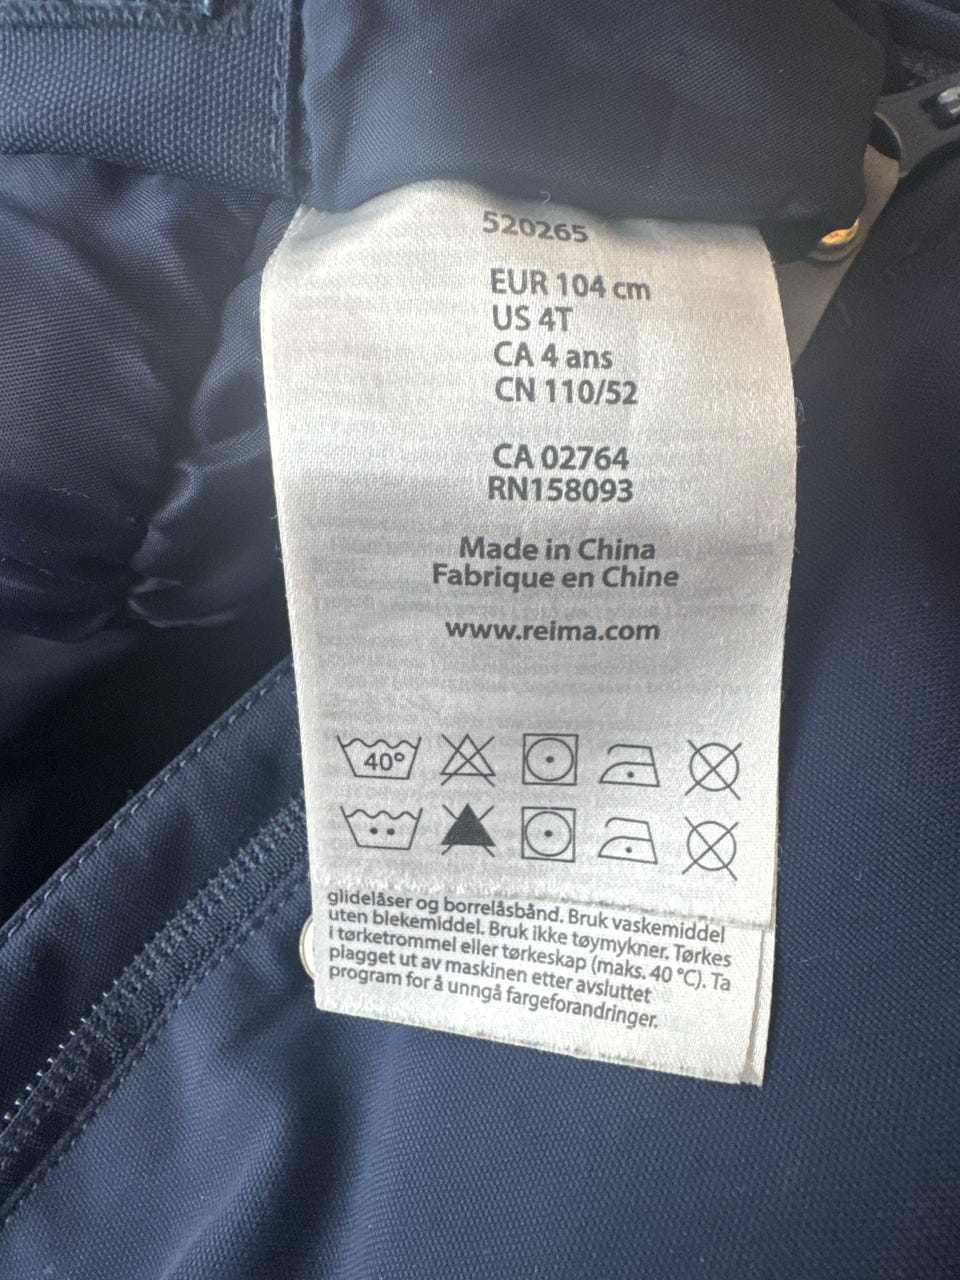 520265
EUR 104 cm
US 4T
CA 4 ans
CN 110/52
CA 02764
RN158093
Made in China
Fabrique en Chine
www.reima.com
40°
glidelåser og borrelåsbånd. Bruk vaskemiddel
uten blekemiddel. Bruk ikke tøymykner. Tørkes
i tørketrommel eller tørkeskap (maks. 40 °C). Ta
plagget ut av maskinen etter avsluttet
program for å unngå fargeforandringer.